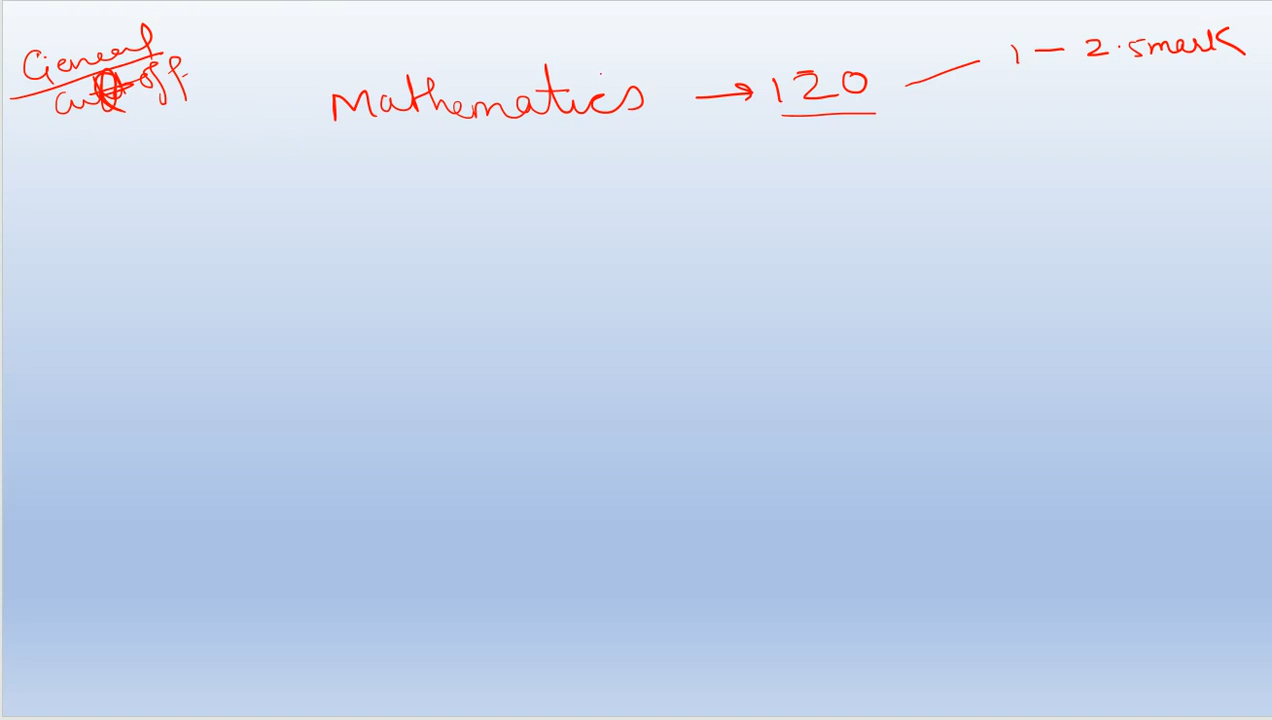 General
cut off
Mathematics → 120
1 — 2.5 mark